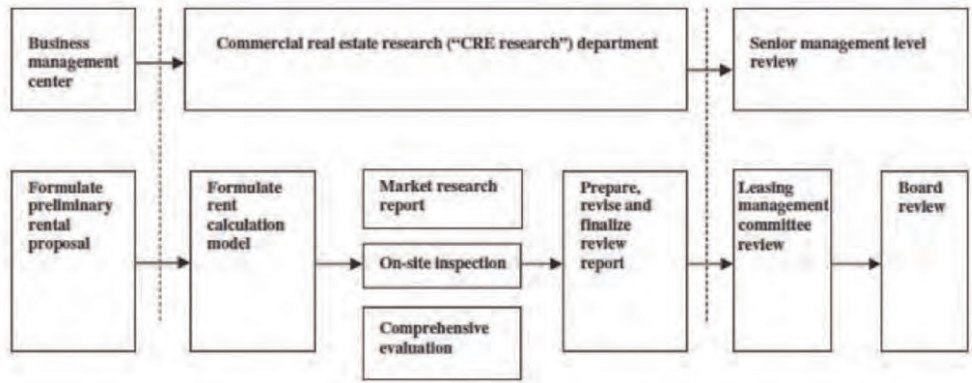 Business
management
center
Commercial real estate research (“CRE research”) department
Senior management level
review
Formulate
preliminary
rental
proposal
Formulate
rent
calculation
model
Market research
report
On-site inspection
Comprehensive
evaluation
Prepare,
revise and
finalize
review
report
Leasing
management
committee
review
Board
review